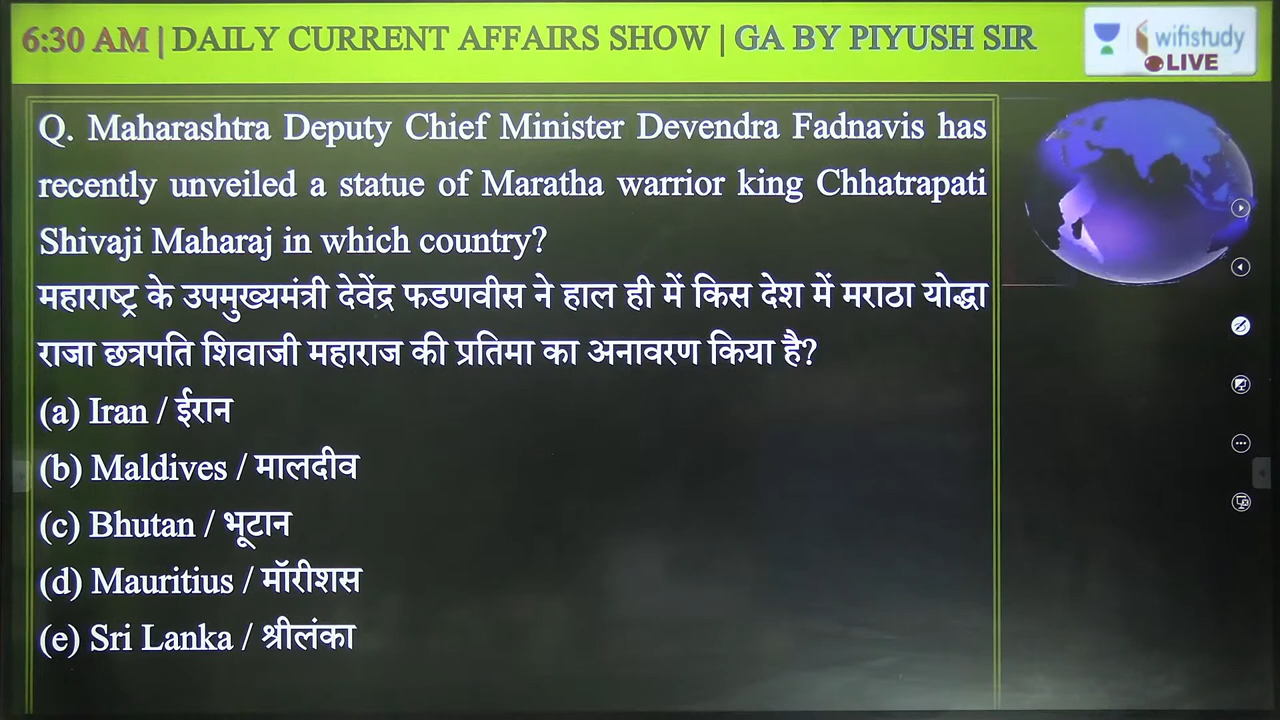 6:30 AM | DAILY CURRENT AFFAIRS SHOW | GA BY PIYUSH SIR
wifistudy
LIVE
Q. Maharashtra Deputy Chief Minister Devendra Fadnavis has
recently unveiled a statue of Maratha warrior king Chhatrapati
Shivaji Maharaj in which country?
महाराष्ट्र के उपमुख्यमंत्री देवेंद्र फडणवीस ने हाल ही में किस देश में मराठा योद्धा
राजा छत्रपति शिवाजी महाराज की प्रतिमा का अनावरण किया है?
(a) Iran / ईरान
(b) Maldives / मालदीव
(c) Bhutan / भूटान
(d) Mauritius / मॉरीशस
(e) Sri Lanka / श्रीलंका